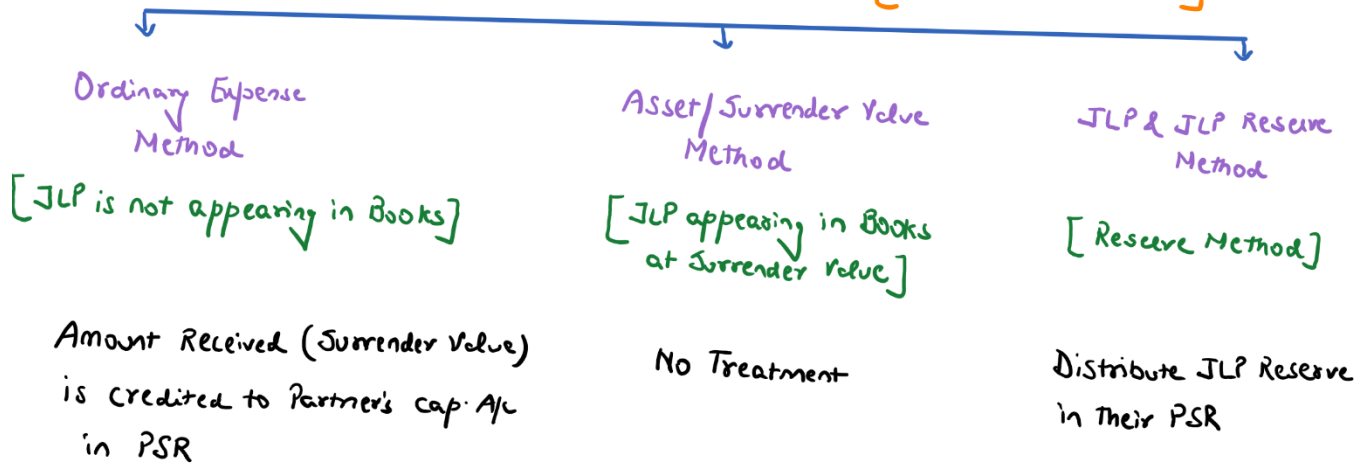 [ ]
Ordinary Expense
Method
[JLP is not appearing in Books]
Asset/Surrender Value
Method
[JLP appearing in Books
at Surrender Value]
JLP & JLP Reserve
Method
[Reserve Method]
Amount Received (Surrender Value)
is credited to Partner's cap. A/c
in PSR
No Treatment
Distribute JLP Reserve
in Their PSR